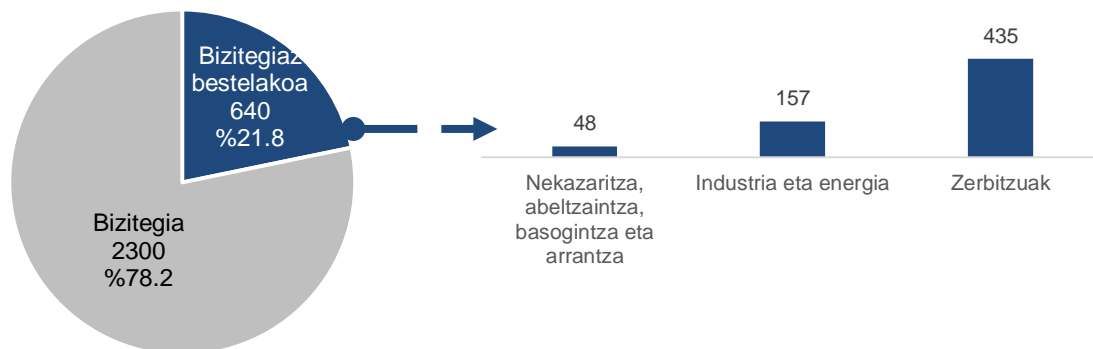 Bizitegiaz
bestelakoa
640
%21.8
Bizitegia
2300
%78.2
48
157
435
Nekazaritza,
abeltzaintza,
basogintza eta
arrantza
Industria eta energia
Zerbitzuak